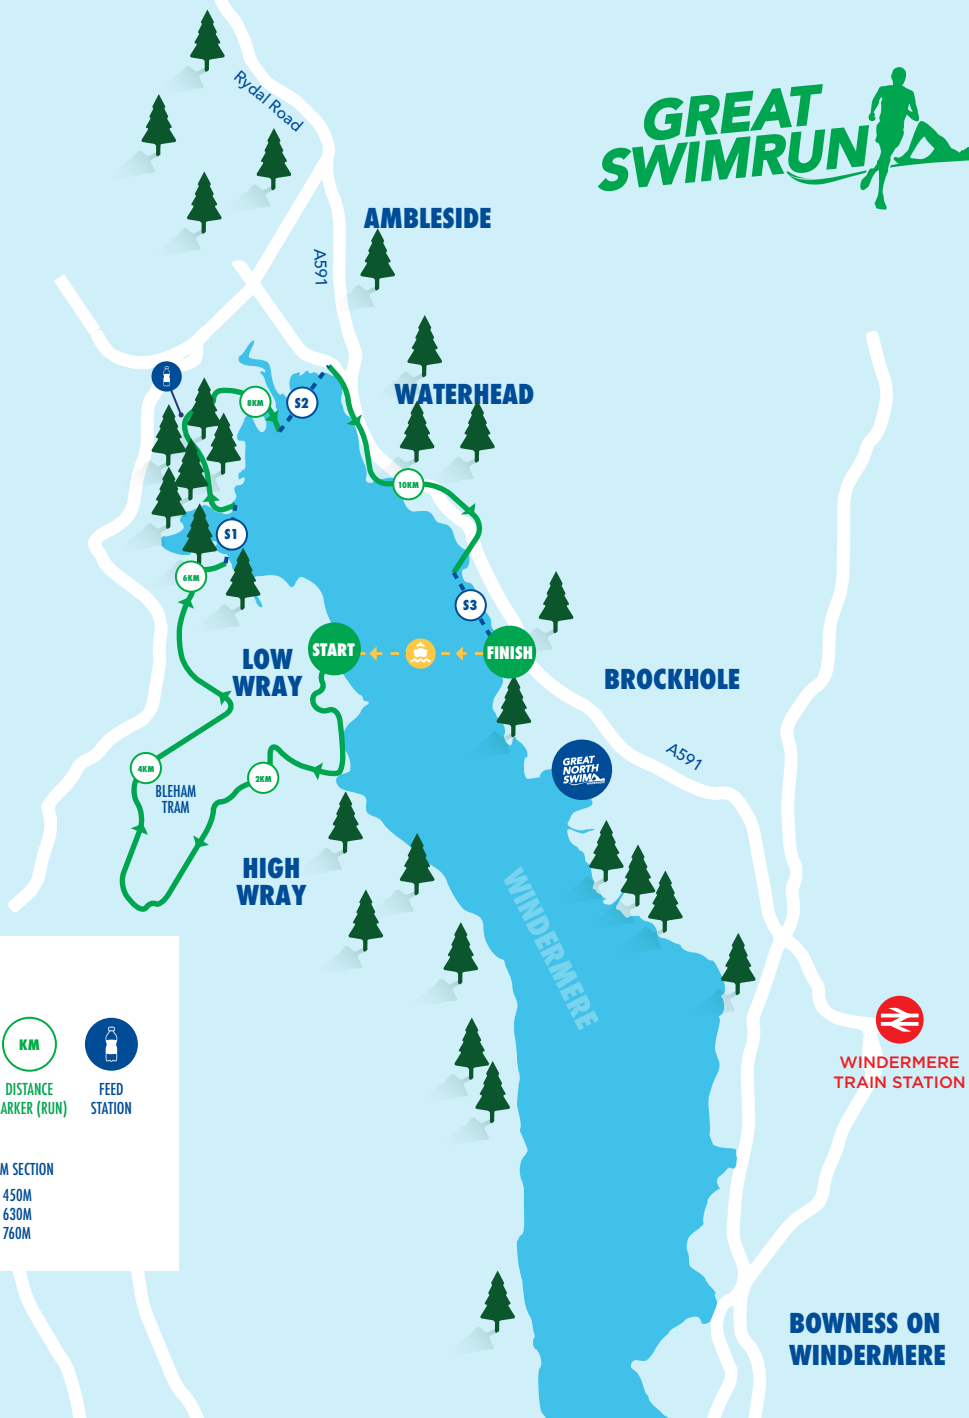 Rydal Road
GREAT
SWIMRUN
AMBLESIDE
A591
WATERHEAD
8KM
S2
10KM
S1
6KM
S3
START
FINISH
LOW
WRAY
BROCKHOLE
A591
4KM
2KM
BLEHAM
TRAM
GREAT
NORTH
SWIM
HIGH
WRAY
WINDERMERE
KM
DISTANCE
ARKER (RUN)
FEED
STATION
WINDERMERE
TRAIN STATION
M SECTION
450M
630M
760M
BOWNESS ON
WINDERMERE